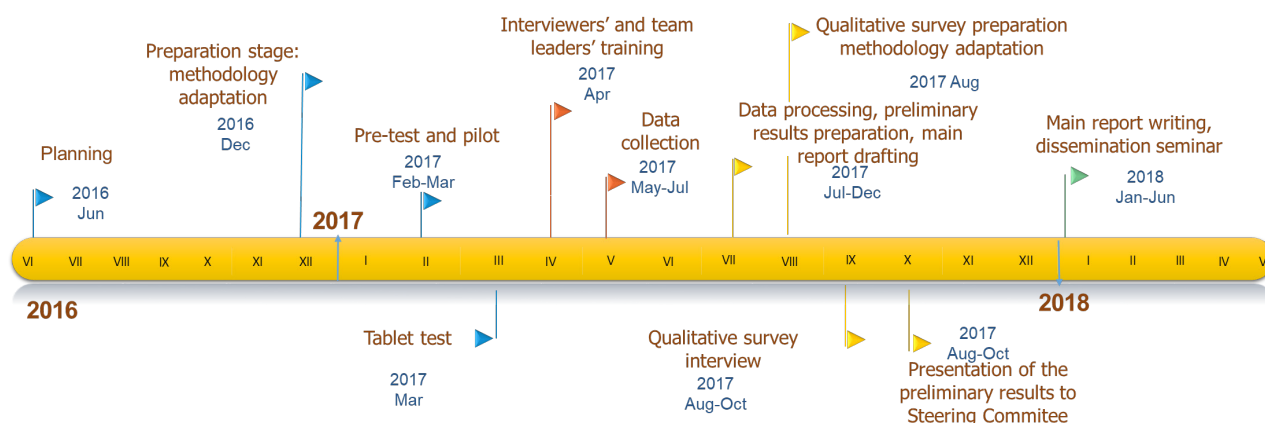 Interviewers’ and team
leaders’ training
2017
Apr
Qualitative survey preparation
methodology adaptation
2017 Aug
Preparation stage:
methodology
adaptation
2016
Dec
Planning
2016
Jun
Pre-test and pilot
2017
Feb-Mar
Data
collection
2017
May-Jul
Data processing, preliminary
results preparation, main
report drafting
2017
Jul-Dec
Main report writing,
dissemination seminar
2018
Jan-Jun
2017
VI VII VIII IX X XI XII I II III IV V VI VII VIII IX X XI XII I II III IV V
2016
2018
Tablet test
2017
Mar
Qualitative survey
interview
2017
Aug-Oct
2017
Aug-Oct
Presentation of the
preliminary results to
Steering Commitee